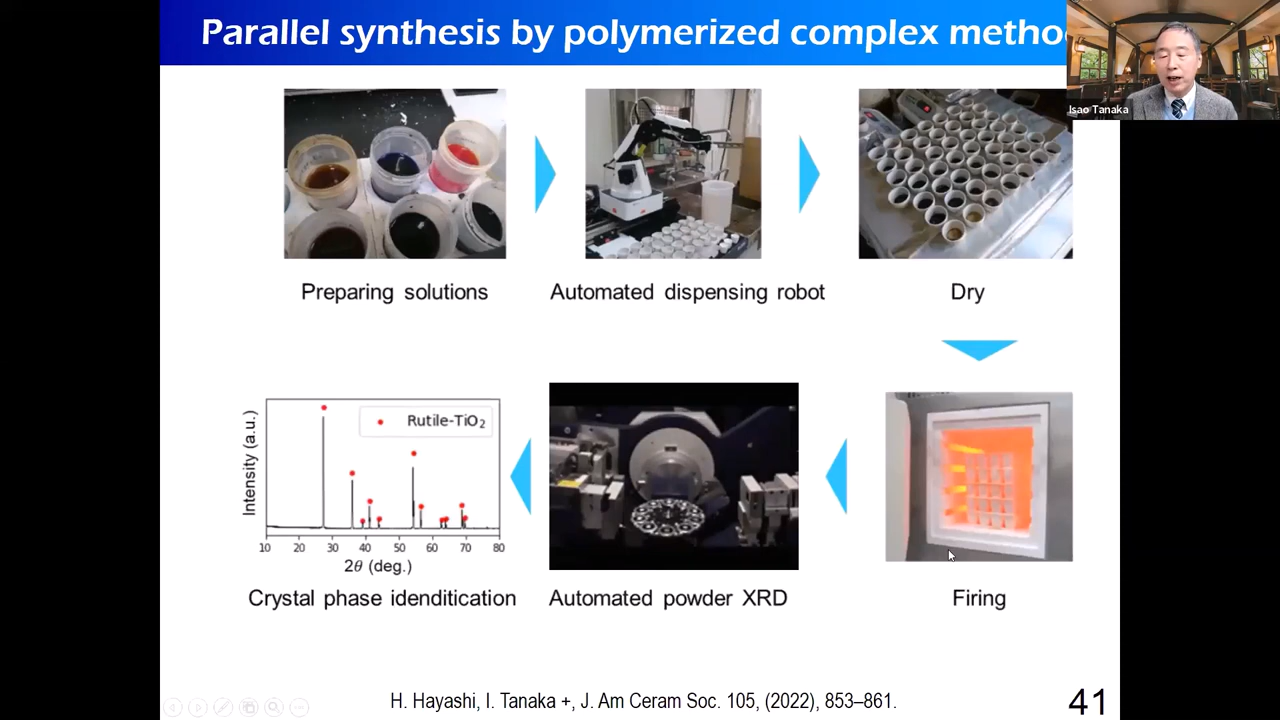 Parallel synthesis by polymerized complex metho
Isao Tanaka
Preparing solutions
Automated dispensing robot
Dry
Intensity (a.u.)
Rutile-TiO₂
10 20 30 40 50 60 70 80
2θ (deg.)
Crystal phase idenditication
Automated powder XRD
Firing
H. Hayashi, I. Tanaka +, J. Am Ceram Soc. 105, (2022), 853–861.
41